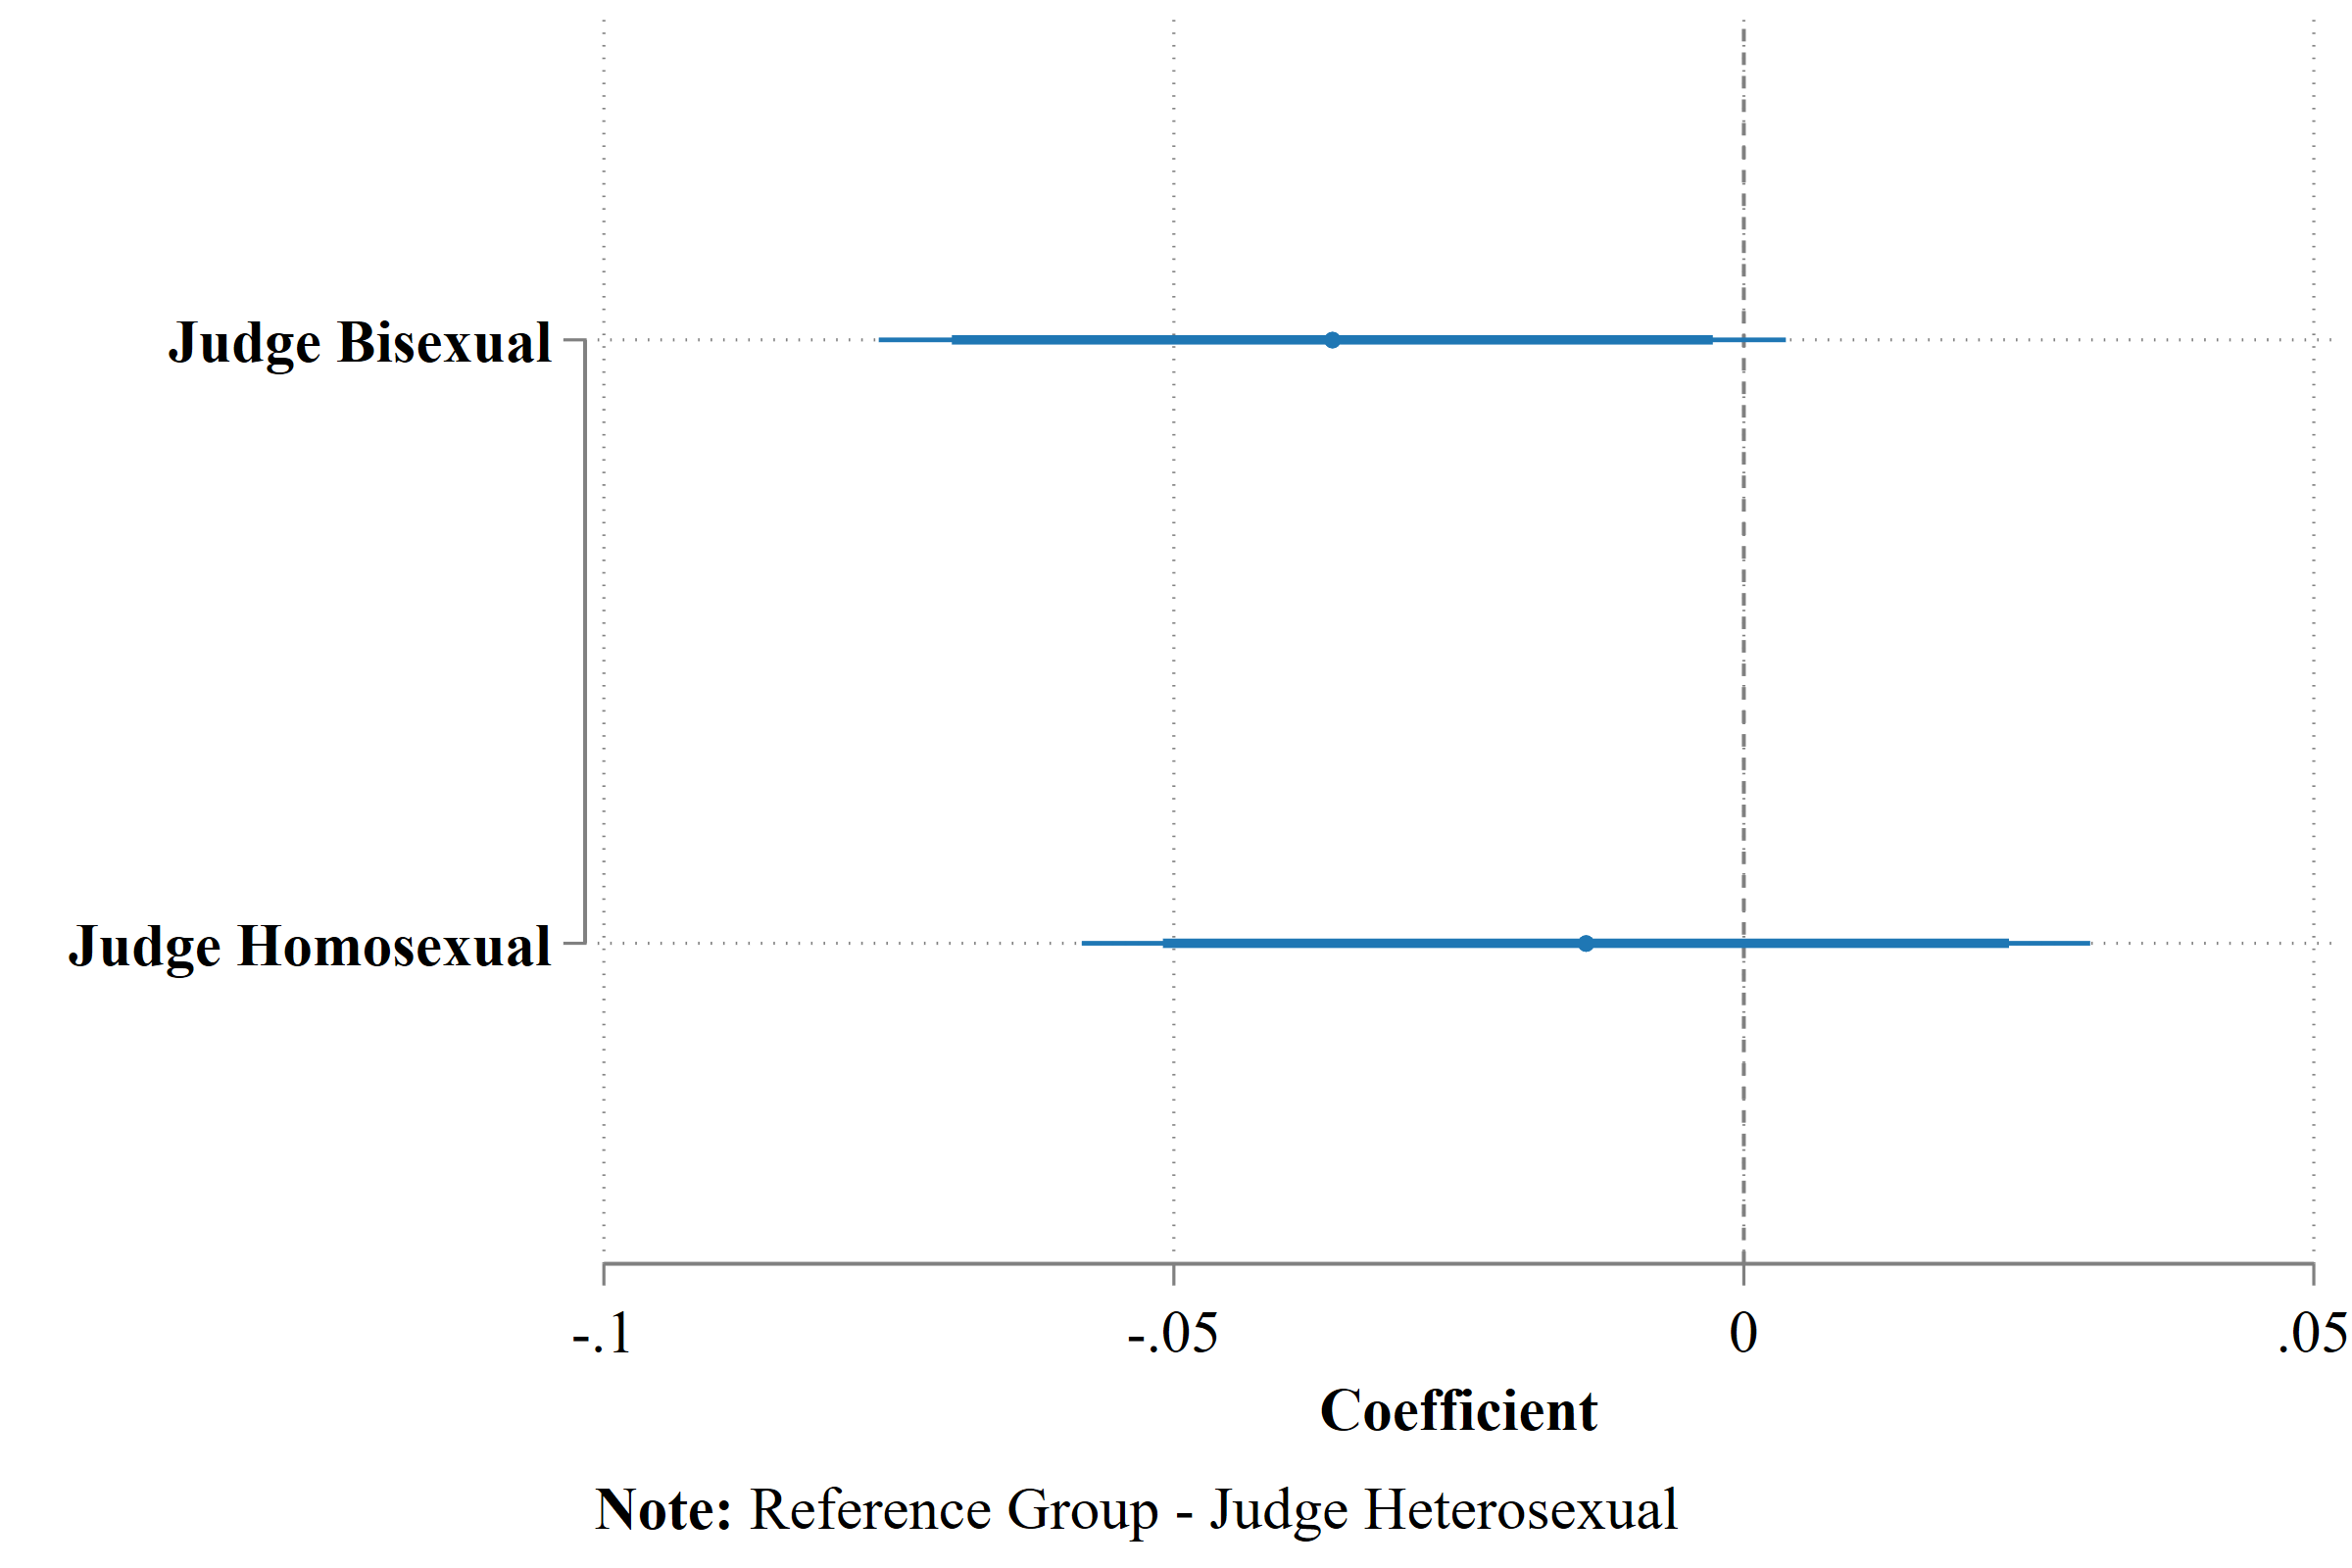 Judge Bisexual
Judge Homosexual
-.1 -.05 0 .05
Coefficient
Note: Reference Group - Judge Heterosexual